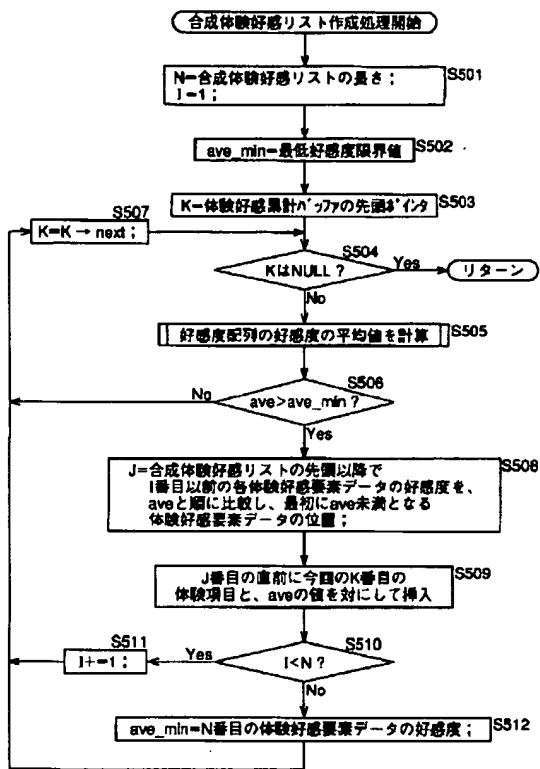 合成体験好感リスト作成処理開始
S501
N=合成体験好感リストの長さ；
I=1；
S502
ave_min=最低好感度限界値
S503
K=体験好感累計バッファの先頭ポインタ
S507
K=K → next；
S504
KはNULL？
Yes
リターン
No
S505
好感度配列の好感度の平均値を計算
S506
ave>ave_min？
No
Yes
S508
J=合成体験好感リストの先頭以降で
I番目以前の各体験好感要素データの好感度を、
aveと順に比較し、最初にave未満となる
体験好感要素データの位置；
S509
J番目の直前に今回のK番目の
体験項目と、aveの値を対にして挿入
S510
I<N？
Yes
S511
I+=1；
No
S512
ave_min=N番目の体験好感要素データの好感度；